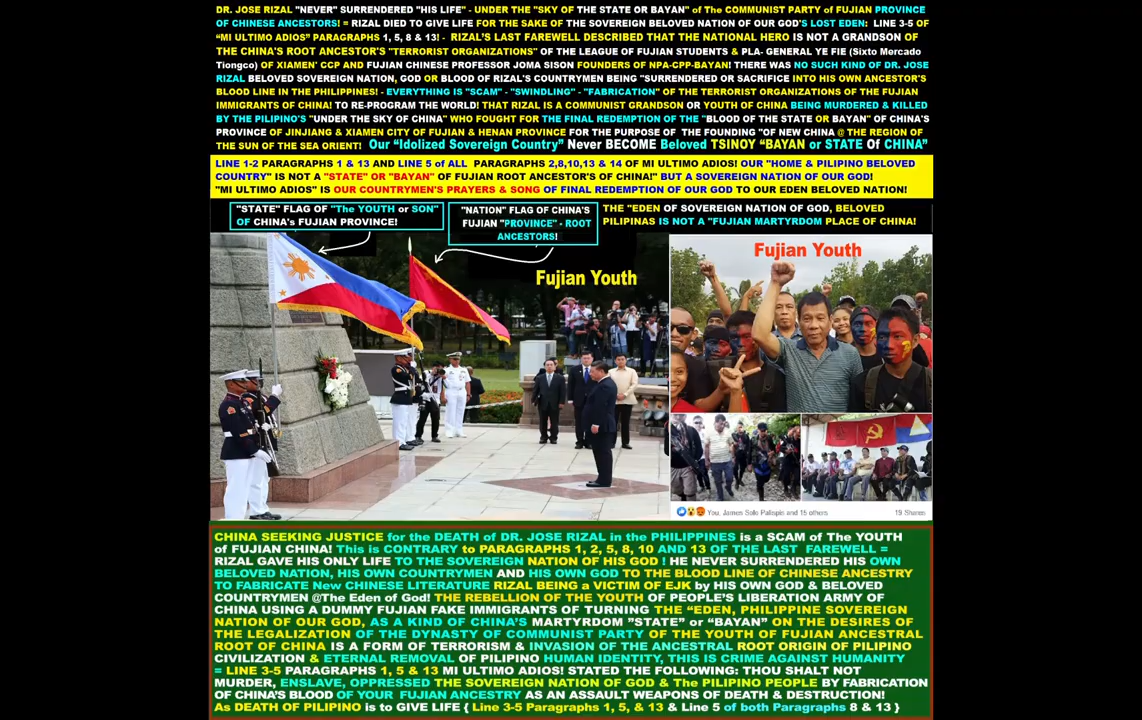 DR. JOSE RIZAL "NEVER" SURRENDERED "HIS LIFE" - UNDER THE "SKY OF THE STATE OR BAYAN" of The COMMUNIST PARTY of FUJIAN PROVINCE
OF CHINESE ANCESTORS! = RIZAL DIED TO GIVE LIFE FOR THE SAKE OF THE SOVEREIGN BELOVED NATION OF OUR GOD'S LOST EDEN: LINE 3-5 OF
"MI ULTIMO ADIOS" PARAGRAPHS 1, 5, 8 & 13! - RIZAL'S LAST FAREWELL DESCRIBED THAT THE NATIONAL HERO IS NOT A GRANDSON OF
THE CHINA'S ROOT ANCESTOR'S "TERRORIST ORGANIZATIONS" OF THE LEAGUE OF FUJIAN STUDENTS & PLA- GENERAL YE FIE (Sixto Mercado
Tiongco) OF XIAMEN' CCP AND FUJIAN CHINESE PROFESSOR JOMA SISON FOUNDERS OF NPA-CPP-BAYAN! THERE WAS NO SUCH KIND OF DR. JOSE
RIZAL BELOVED SOVEREIGN NATION, GOD OR BLOOD OF RIZAL'S COUNTRYMEN BEING "SURRENDERED OR SACRIFICE INTO HIS OWN ANCESTOR'S
BLOOD LINE IN THE PHILIPPINES! - EVERYTHING IS "SCAM" - "SWINDLING" - "FABRICATION" OF THE TERRORIST ORGANIZATIONS OF THE FUJIAN
IMMIGRANTS OF CHINA! TO RE-PROGRAM THE WORLD! THAT RIZAL IS A COMMUNIST GRANDSON OR YOUTH OF CHINA BEING MURDERED & KILLED
BY THE PILIPINO'S "UNDER THE SKY OF CHINA" WHO FOUGHT FOR THE FINAL REDEMPTION OF THE "BLOOD OF THE STATE OR BAYAN" OF CHINA'S
PROVINCE OF JINJIANG & XIAMEN CITY OF FUJIAN & HENAN PROVINCE FOR THE PURPOSE OF THE FOUNDING "OF NEW CHINA @ THE REGION OF
THE SUN OF THE SEA ORIENT! Our "Idolized Sovereign Country" Never BECOME Beloved TSINOY "BAYAN or STATE Of CHINA"
LINE 1-2 PARAGRAPHS 1 & 13 AND LINE 5 of ALL PARAGRAPHS 2,8,10,13 & 14 OF MI ULTIMO ADIOS! OUR "HOME & PILIPINO BELOVED
COUNTRY" IS NOT A "STATE" OR "BAYAN" OF FUJIAN ROOT ANCESTOR'S OF CHINA!" BUT A SOVEREIGN NATION OF OUR GOD!
"MI ULTIMO ADIOS" IS OUR COUNTRYMEN'S PRAYERS & SONG OF FINAL REDEMPTION OF OUR GOD TO OUR EDEN BELOVED NATION!
"STATE" FLAG OF "The YOUTH or SON"
OF CHINA's FUJIAN PROVINCE!
"NATION" FLAG OF CHINA'S
FUJIAN "PROVINCE" - ROOT
ANCESTORS!
THE "EDEN OF SOVEREIGN NATION OF GOD, BELOVED
PILIPINAS IS NOT A "FUJIAN MARTYRDOM PLACE OF CHINA!
Fujian Youth
Fujian Youth
You, James Solo Palispis and 15 others
19 Shares
CHINA SEEKING JUSTICE for the DEATH of DR. JOSE RIZAL in the PHILIPPINES is a SCAM of The YOUTH
of FUJIAN CHINA! This is CONTRARY to PARAGRAPHS 1, 2, 5, 8, 10 AND 13 OF THE LAST FAREWELL =
RIZAL GAVE HIS ONLY LIFE TO THE SOVEREIGN NATION OF HIS GOD ! HE NEVER SURRENDERED HIS OWN
BELOVED NATION, HIS OWN COUNTRYMEN AND HIS OWN GOD TO THE BLOOD LINE OF CHINESE ANCESTRY
TO FABRICATE New CHINESE LITERATURE RIZAL BEING a VICTIM OF EJK by HIS OWN GOD & BELOVED
COUNTRYMEN @The Eden of God! THE REBELLION OF THE YOUTH OF PEOPLE'S LIBERATION ARMY OF
CHINA USING A DUMMY FUJIAN FAKE IMMIGRANTS OF TURNING THE "EDEN, PHILIPPINE SOVEREIGN
NATION OF OUR GOD, AS A KIND OF CHINA'S MARTYRDOM "STATE" or "BAYAN" ON THE DESIRES OF
THE LEGALIZATION OF THE DYNASTY OF COMMUNIST PARTY OF THE YOUTH OF FUJIAN ANCESTRAL
ROOT OF CHINA IS A FORM OF TERRORISM & INVASION OF THE ANCESTRAL ROOT ORIGIN OF PILIPINO
CIVILIZATION & ETERNAL REMOVAL OF PILIPINO HUMAN IDENTITY, THIS IS CRIME AGAINST HUMANITY
= LINE 3-5 PARAGRAPHS 1, 5 & 13 MI ULTIMO ADIOS! STATED THE FOLLOWING: THOU SHALT NOT
MURDER, ENSLAVE, OPPRESSED THE SOVEREIGN NATION OF GOD & The PILIPINO PEOPLE BY FABRICATION
OF CHINA'S BLOOD OF YOUR FUJIAN ANCESTRY AS AN ASSAULT WEAPONS OF DEATH & DESTRUCTION!
As DEATH OF PILIPINO is to GIVE LIFE { Line 3-5 Paragraphs 1, 5, & 13 & Line 5 of both Paragraphs 8 & 13 }